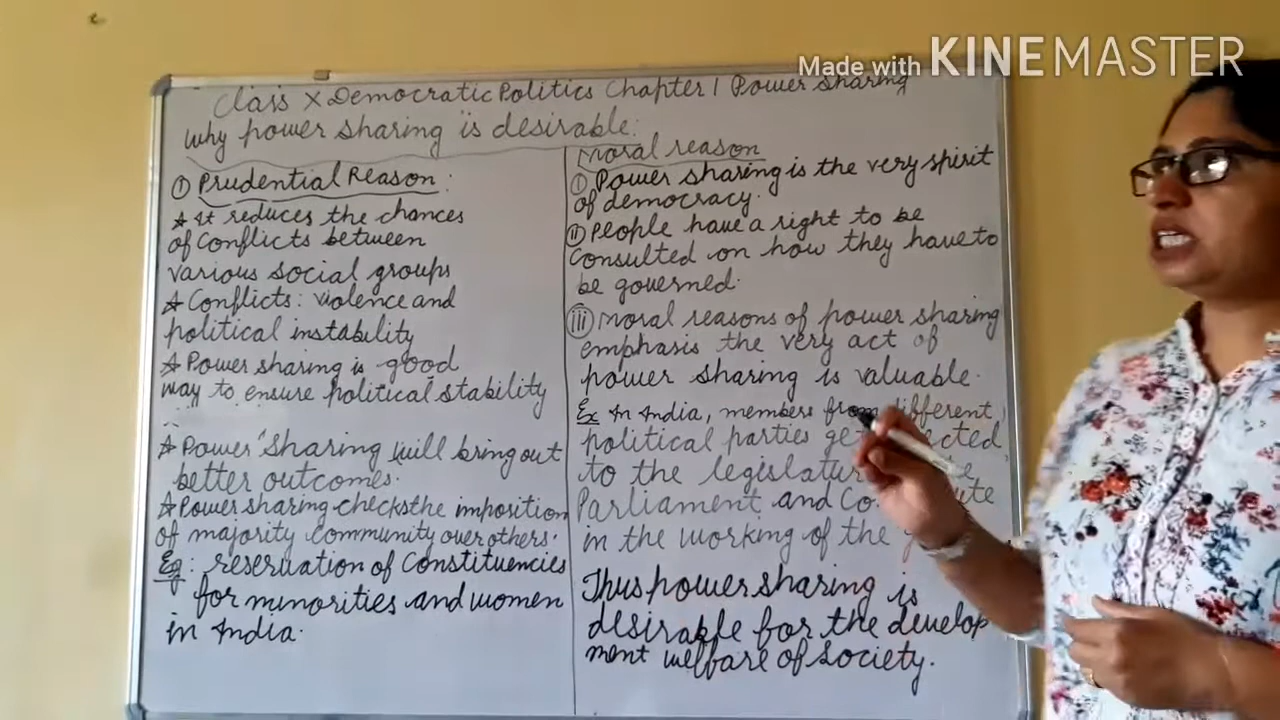 Made with KINEMASTER
Class X Democratic Politics Chapter 1 Power Sharing
Why power sharing is desirable:
① Prudential Reason:
☆ It reduces the chances
of conflicts between
various social groups
☆ Conflicts: violence and
political instability
☆ Power sharing is good
way to ensure political stability
☆ Power sharing will bring out
better outcomes.
☆ Power sharing checks the imposition
of majority community over others.
Eg: reservation of Constituencies
for minorities and women
in India.
Moral reason
① Power sharing is the very spirit
of democracy.
ii People have a right to be
consulted on how they have to
be governed.
iii Moral reasons of power sharing
emphasis the very act of
power sharing is valuable.
Ex In India, members from different
political parties
to the
Parliament and
in the working of the
Thus power sharing is
desirable for the develop
ment welfare of society.